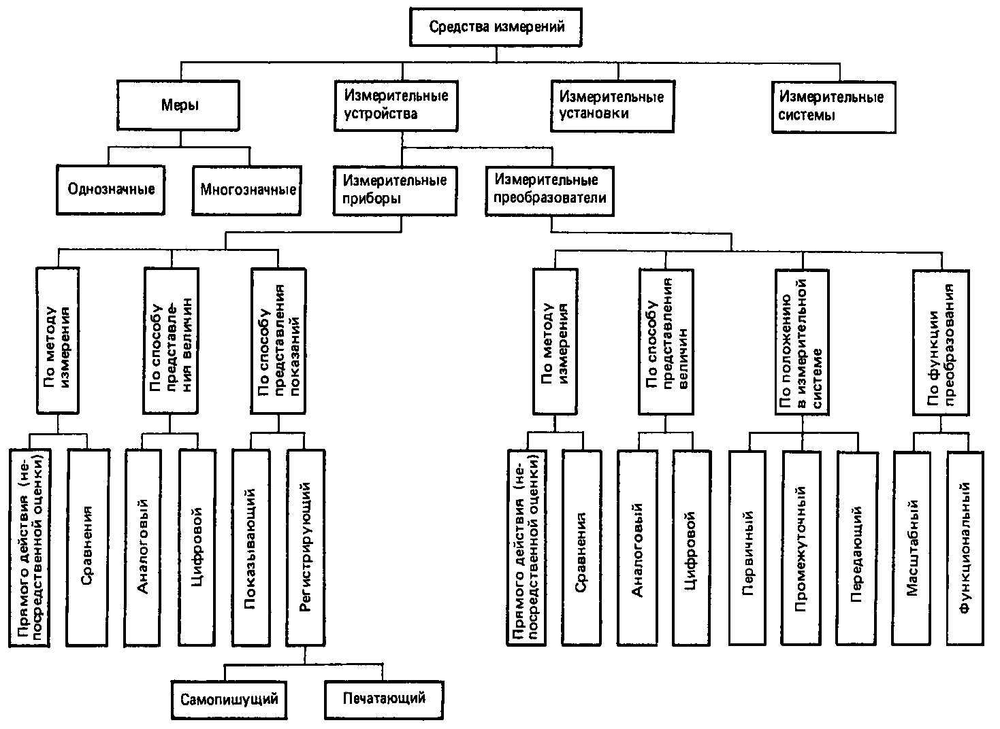 Средства измерений
Меры
Измерительные
устройства
Измерительные
установки
Измерительные
системы
Однозначные
Многозначные
Измерительные
приборы
Измерительные
преобразователи
По методу
измерения
По способу
представле-
ния величин
По способу
представления
показаний
По методу
измерения
По способу
представления
величин
По положению
в измерительной
системе
По функции
преобразования
Прямого действия (не-
посредственной оценки)
Сравнения
Аналоговый
Цифровой
Показывающий
Регистрирующий
Прямого действия (не-
посредственной оценки)
Сравнения
Аналоговый
Цифровой
Первичный
Промежуточный
Передающий
Масштабный
Функциональный
Самопишущий
Печатающий